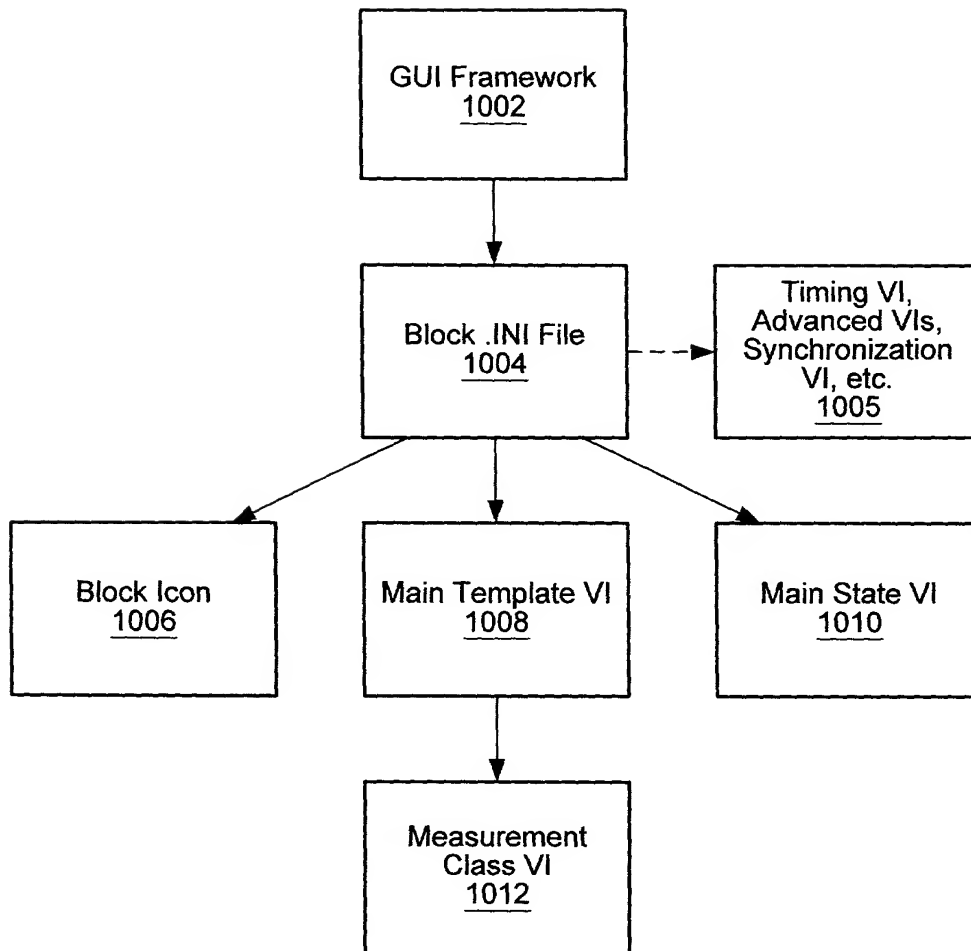 GUI Framework
1002
Block .INI File
1004
Timing VI,
Advanced VIs,
Synchronization
VI, etc.
1005
Block Icon
1006
Main Template VI
1008
Main State VI
1010
Measurement
Class VI
1012